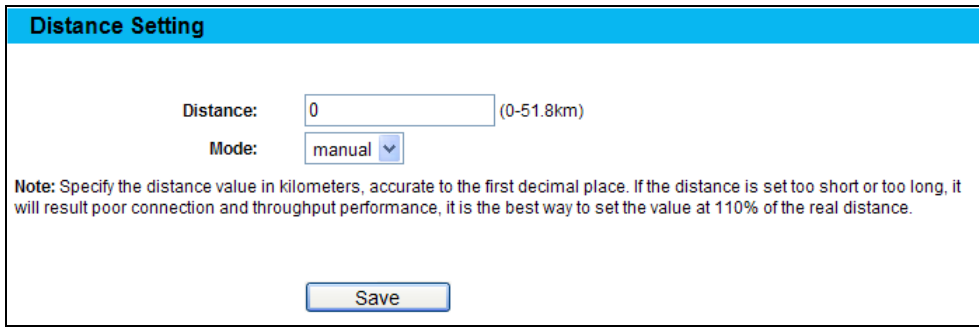 Distance Setting
Distance: 0 (0-51.8km)
Mode: manual
Note: Specify the distance value in kilometers, accurate to the first decimal place. If the distance is set too short or too long, it
will result poor connection and throughput performance, it is the best way to set the value at 110% of the real distance.
Save